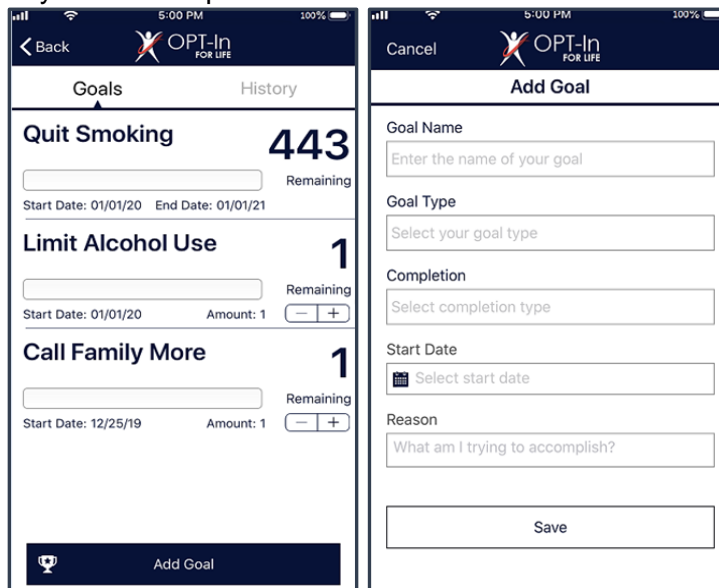 5:00 PM 100%
Back OPT-In
FOR LIFE
Goals History
Quit Smoking 443
Remaining
Start Date: 01/01/20 End Date: 01/01/21
Limit Alcohol Use 1
Remaining
Start Date: 01/01/20 Amount: 1 − +
Call Family More 1
Remaining
Start Date: 12/25/19 Amount: 1 − +
Add Goal
5:00 PM 100%
Cancel OPT-In
FOR LIFE
Add Goal
Goal Name
Enter the name of your goal
Goal Type
Select your goal type
Completion
Select completion type
Start Date
Select start date
Reason
What am I trying to accomplish?
Save